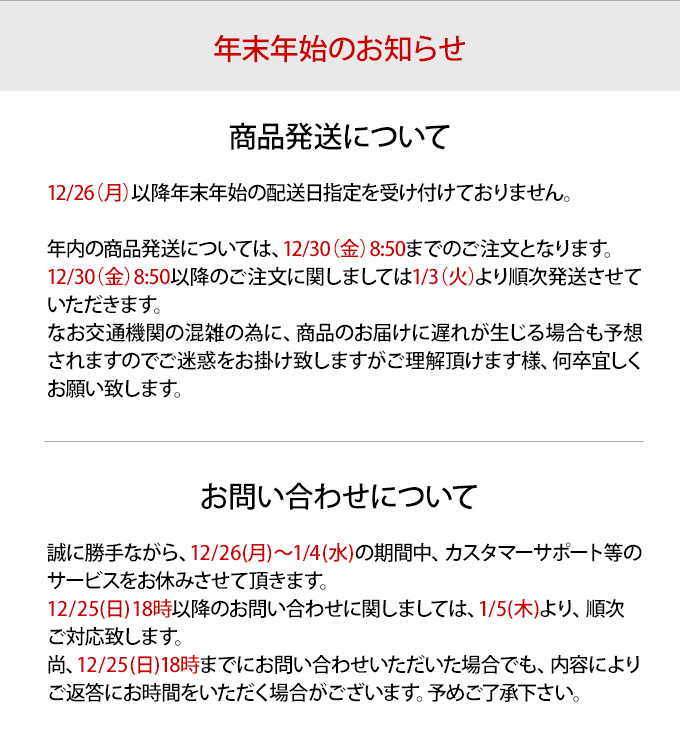 年末年始のお知らせ
商品発送について
12/26（月）以降年末年始の配送日指定を受け付けておりません。
年内の商品発送については、12/30（金）8:50までのご注文となります。
12/30（金）8:50以降のご注文に関しましては1/3（火）より順次発送させて
いただきます。
なお交通機関の混雑の為に、商品のお届けに遅れが生じる場合も予想
されますのでご迷惑をお掛け致しますがご理解頂けます様、何卒宜しく
お願い致します。
お問い合わせについて
誠に勝手ながら、12/26(月)～1/4(水)の期間中、カスタマーサポート等の
サービスをお休みさせて頂きます。
12/25(日)18時以降のお問い合わせに関しましては、1/5(木)より、順次
ご対応致します。
尚、12/25(日)18時までにお問い合わせいただいた場合でも、内容により
ご返答にお時間をいただく場合がございます。予めご了承下さい。